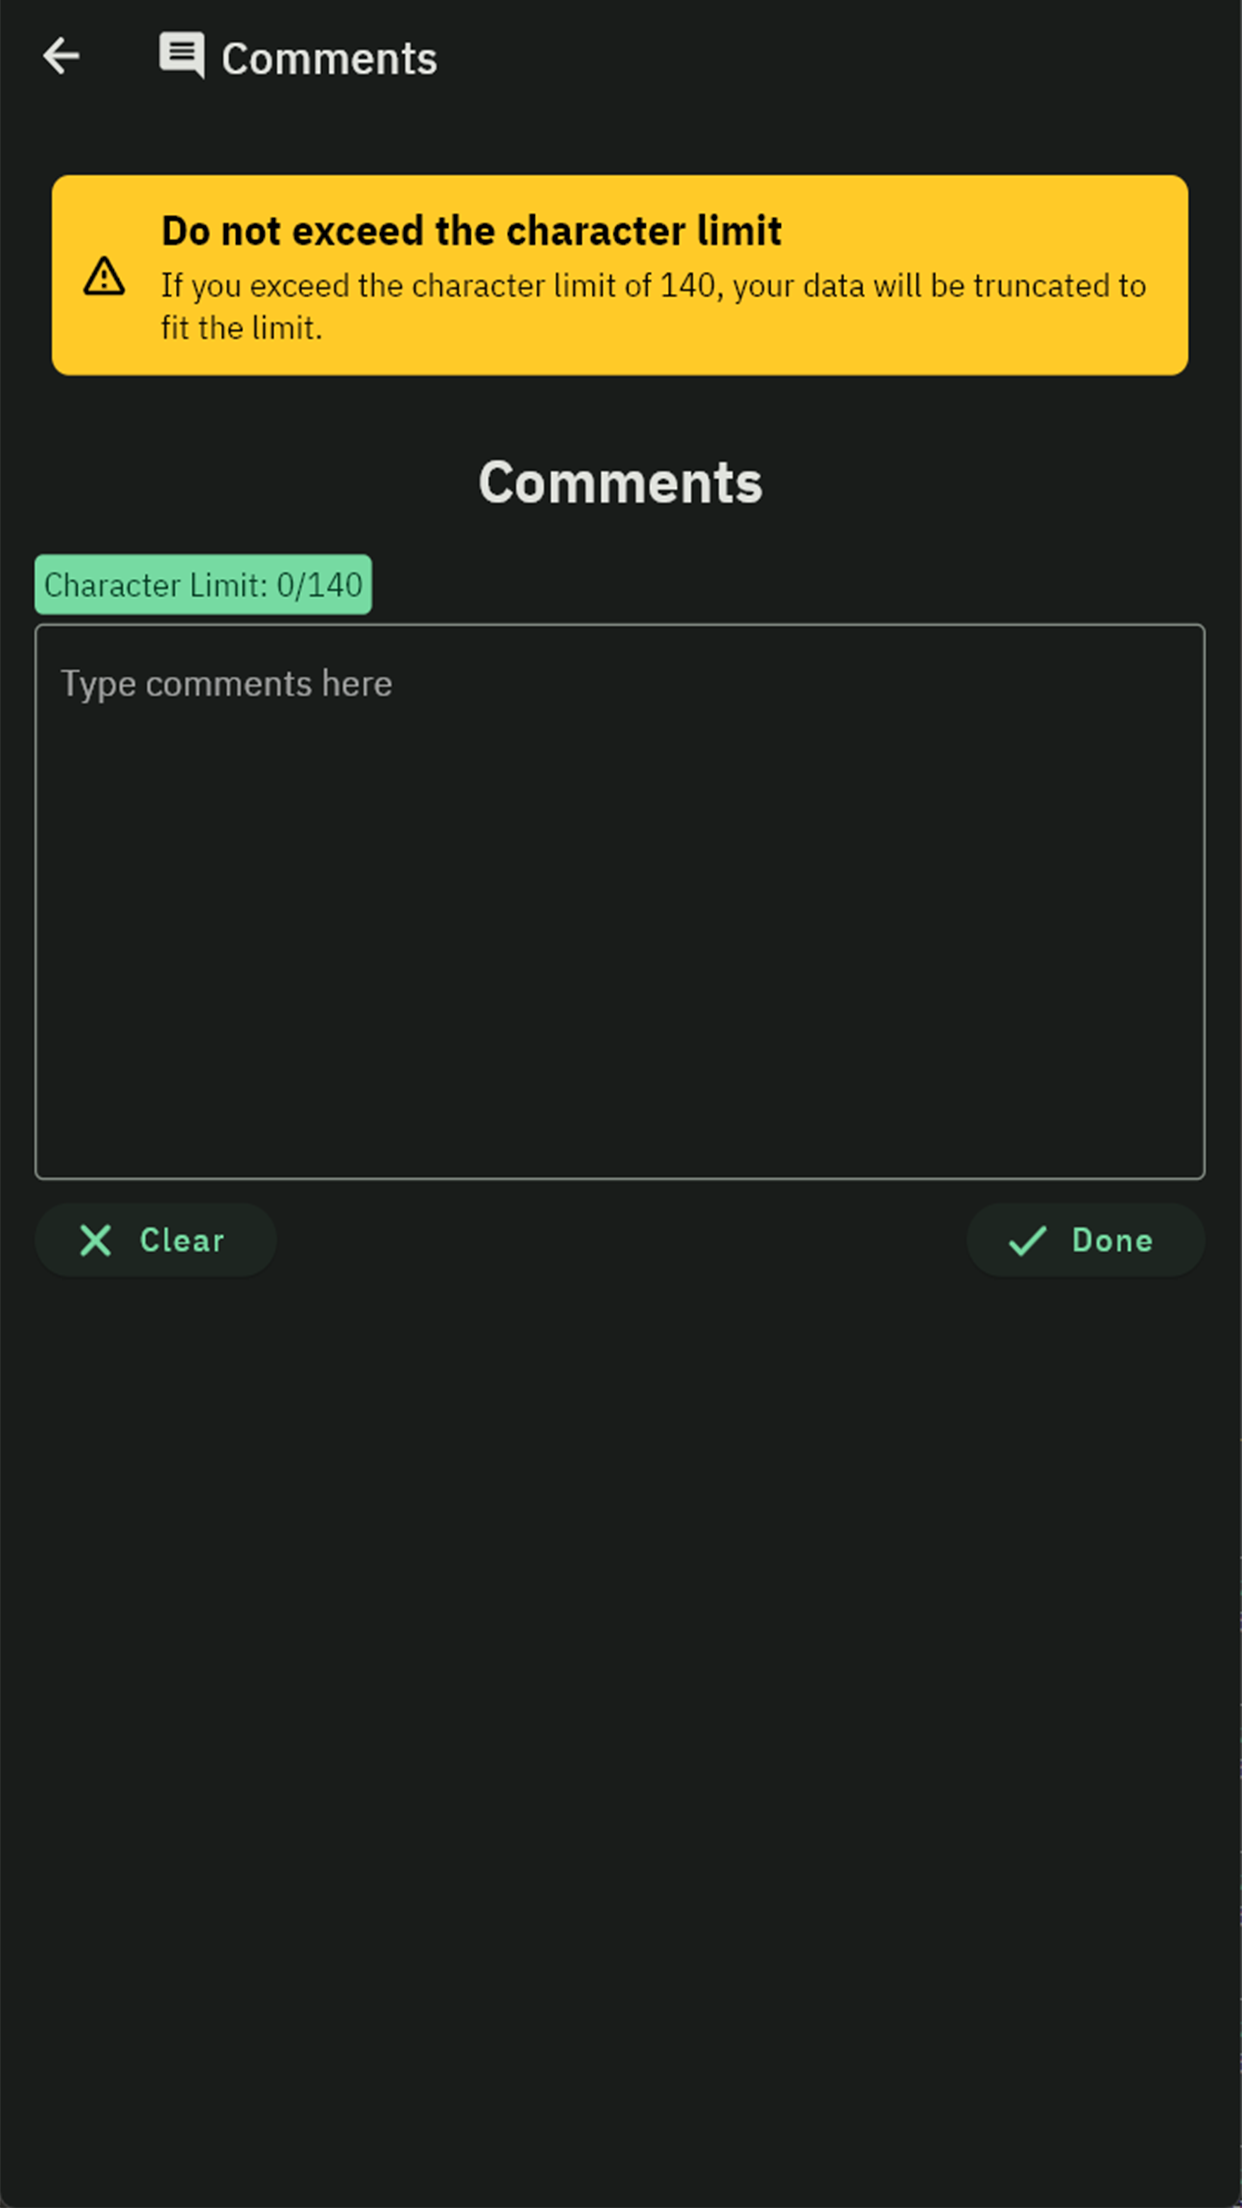 Comments
Do not exceed the character limit
If you exceed the character limit of 140, your data will be truncated to
fit the limit.
Comments
Character Limit: 0/140
Type comments here
Clear
Done